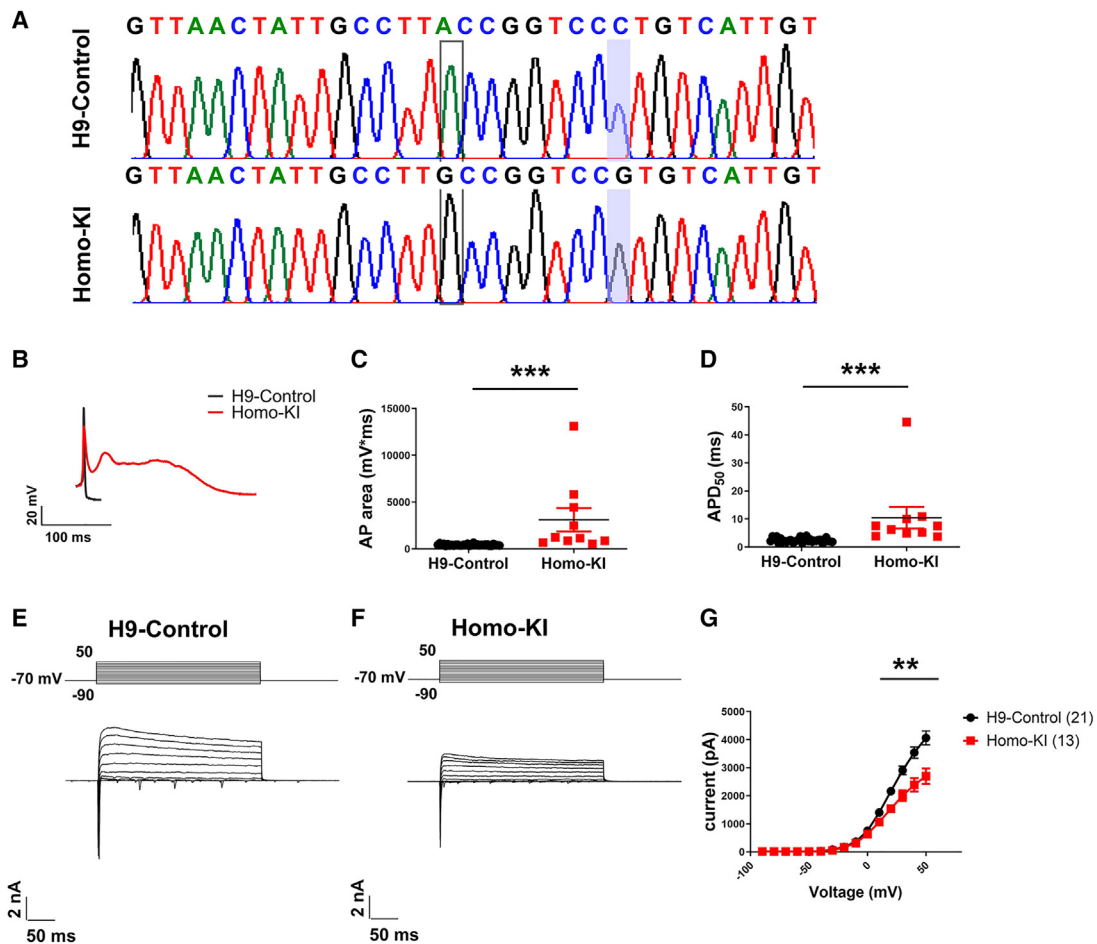 A
GTTAACTATTGCCTTACCGGTCCCTGTCATTGT
H9-Control
GTTAACTATTGCCTTGCCGGTCCGTGTCATTGT
Homo-KI
B
H9-Control
Homo-KI
20 mV
100 ms
C
***
AP area (mV*ms)
15000
10000
5000
0
H9-Control
Homo-KI
D
***
APD50 (ms)
50
40
30
20
10
0
H9-Control
Homo-KI
E
H9-Control
50
-70 mV
-90
2 nA
50 ms
F
Homo-KI
50
-70 mV
-90
2 nA
50 ms
G
**
H9-Control (21)
Homo-KI (13)
current (pA)
5000
4000
3000
2000
1000
0
-100
-50
0
50
Voltage (mV)